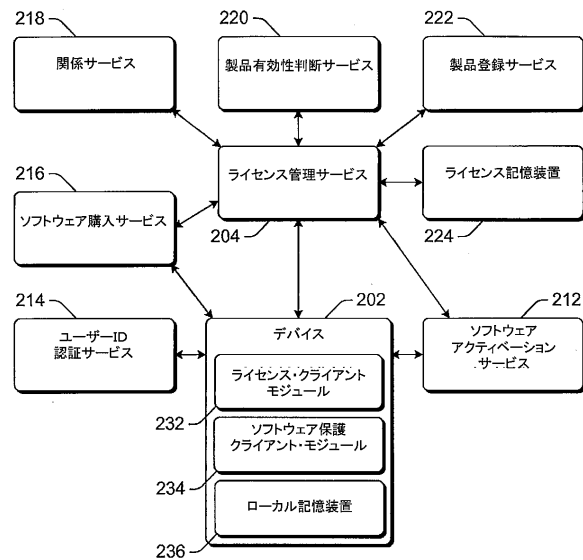 218
関係サービス
220
製品有効性判断サービス
222
製品登録サービス
216
ソフトウェア購入サービス
ライセンス管理サービス
204
ライセンス記憶装置
224
214
ユーザーID
認証サービス
202
デバイス
ライセンス・クライアント
モジュール
232
ソフトウェア保護
クライアント・モジュール
234
ローカル記憶装置
236
212
ソフトウェア
アクティベーション
サービス